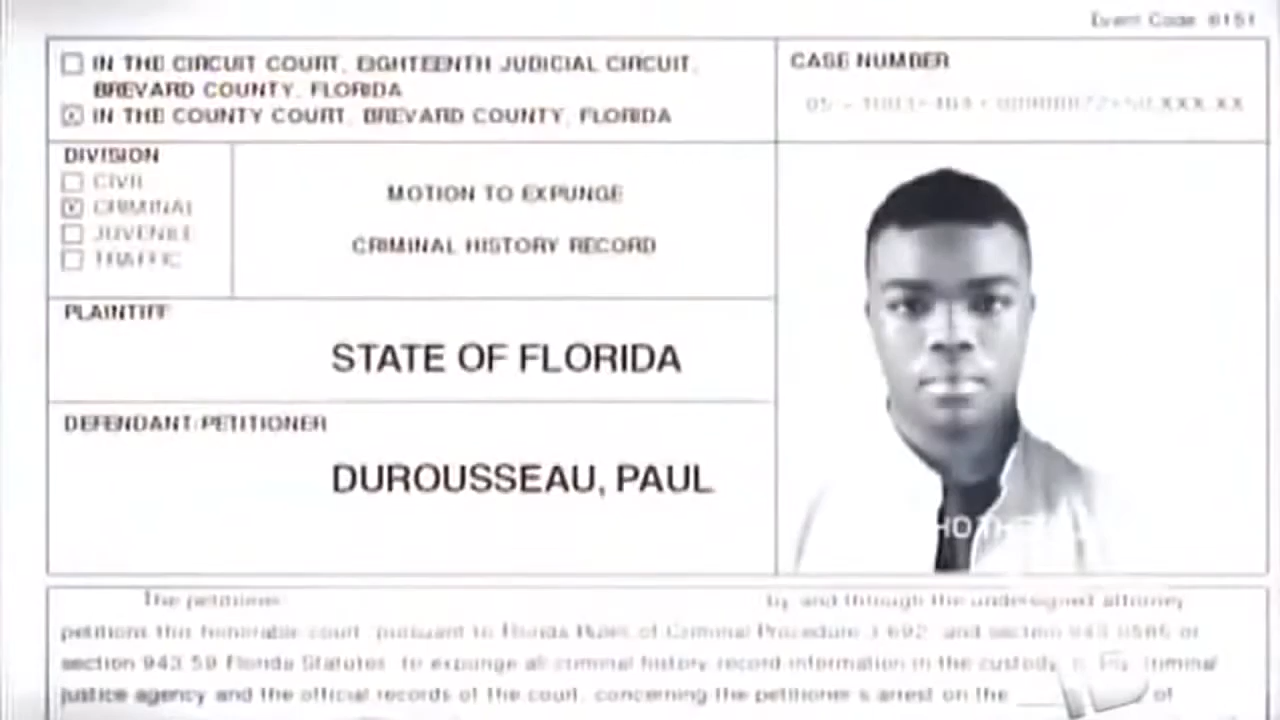 Event Code: 6151
IN THE CIRCUIT COURT, EIGHTEENTH JUDICIAL CIRCUIT,
BREVARD COUNTY, FLORIDA
IN THE COUNTY COURT, BREVARD COUNTY, FLORIDA
CASE NUMBER
DIVISION
CIVIL
CRIMINAL
JUVENILE
TRAFFIC
MOTION TO EXPUNGE
CRIMINAL HISTORY RECORD
PLAINTIFF
STATE OF FLORIDA
DEFENDANT/PETITIONER
DUROUSSEAU, PAUL
The petitioner by and through the undersigned attorney
petitions this honorable court, pursuant to Florida Rules of Criminal Procedure 3.692, and section 943.0585 or
section 943.59 Florida Statutes, to expunge all criminal history record information in the custody criminal
justice agency and the official records of the court, concerning the petitioner's arrest on the of